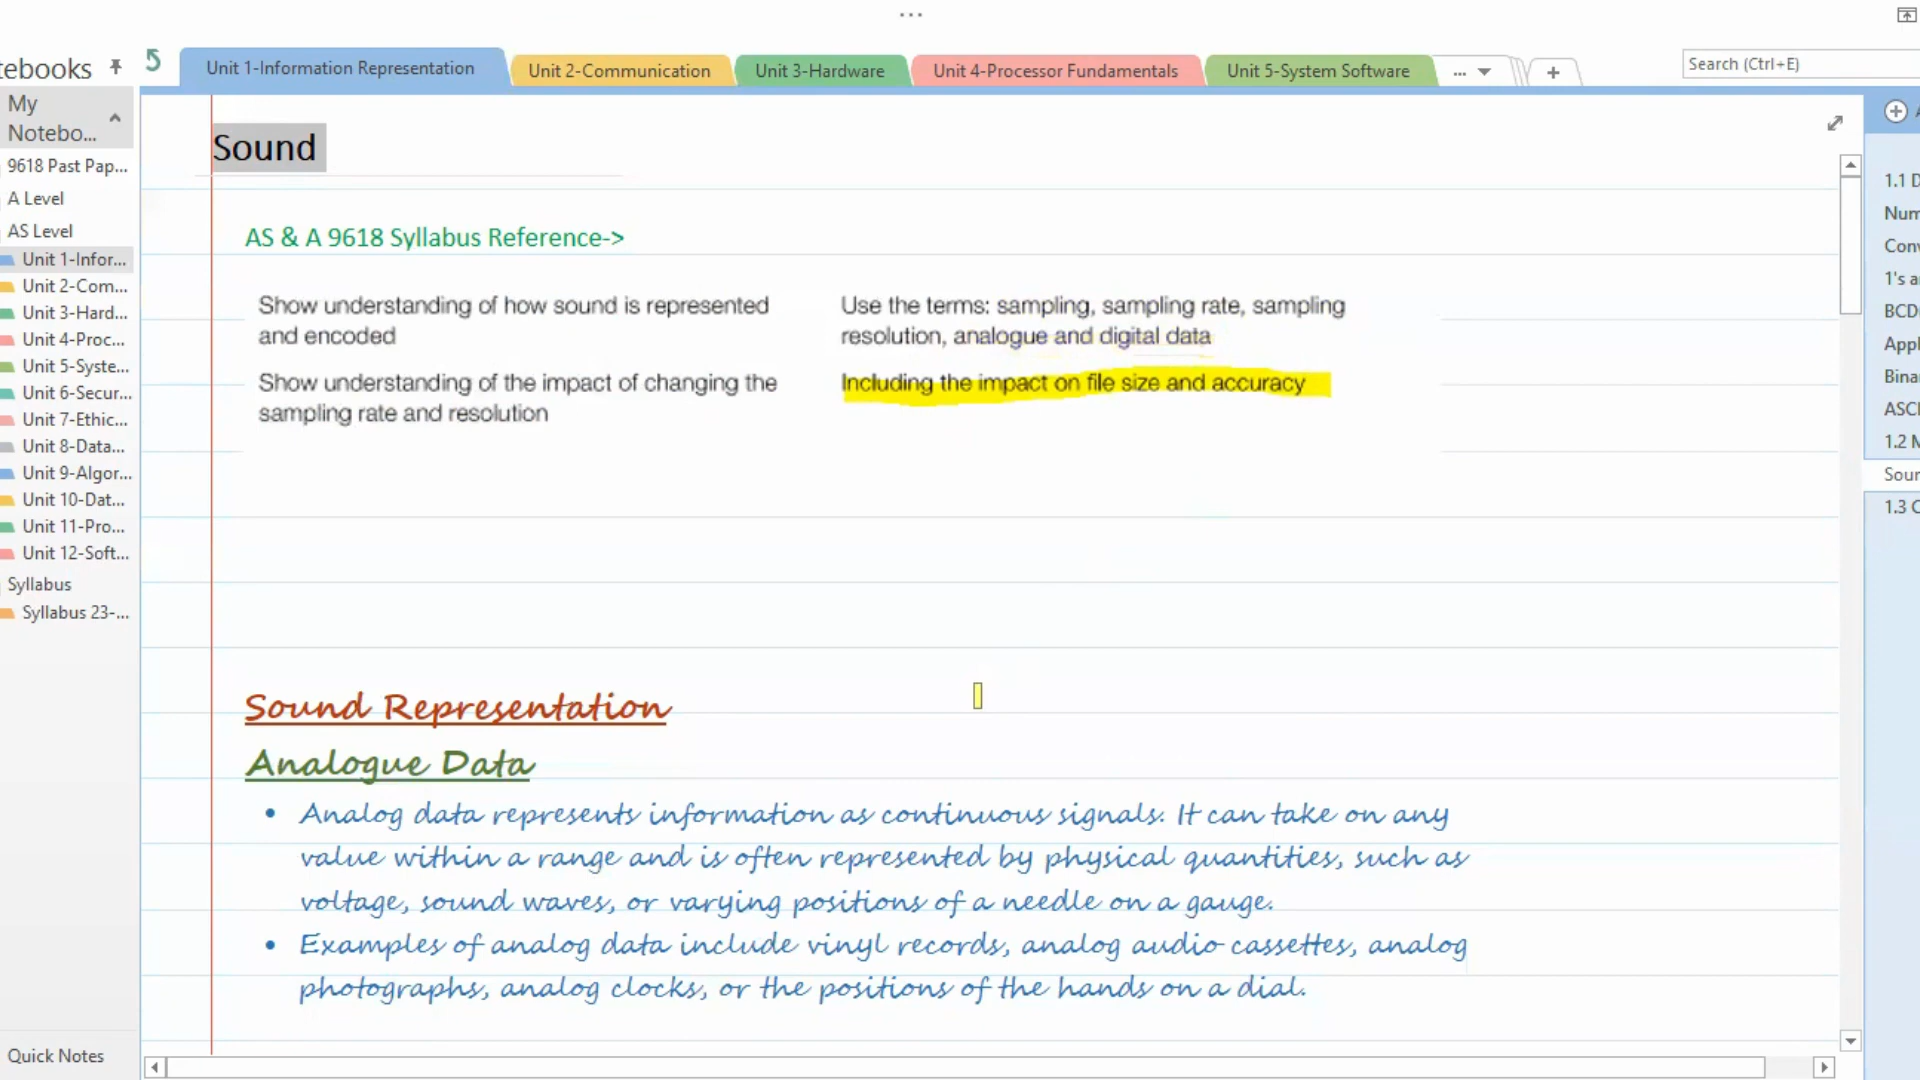 ...
tebooks
Unit 1-Information Representation
Unit 2-Communication
Unit 3-Hardware
Unit 4-Processor Fundamentals
Unit 5-System Software
...
Search (Ctrl+E)
My
Notebo...
9618 Past Pap...
A Level
AS Level
Unit 1-Infor...
Unit 2-Com...
Unit 3-Hard...
Unit 4-Proc...
Unit 5-Syste...
Unit 6-Secur...
Unit 7-Ethic...
Unit 8-Data...
Unit 9-Algor...
Unit 10-Dat...
Unit 11-Pro...
Unit 12-Soft...
Syllabus
Syllabus 23-...
Quick Notes
Sound
AS & A 9618 Syllabus Reference->
Show understanding of how sound is represented
and encoded
Use the terms: sampling, sampling rate, sampling
resolution, analogue and digital data
Show understanding of the impact of changing the
sampling rate and resolution
Including the impact on file size and accuracy
Sound Representation
Analogue Data
• Analog data represents information as continuous signals. It can take on any
value within a range and is often represented by physical quantities, such as
voltage, sound waves, or varying positions of a needle on a gauge.
• Examples of analog data include vinyl records, analog audio cassettes, analog
photographs, analog clocks, or the positions of the hands on a dial.
1.1 D
Num
Conv
1's a
BCD
Appl
Binar
ASCI
1.2 M
Soun
1.3 C